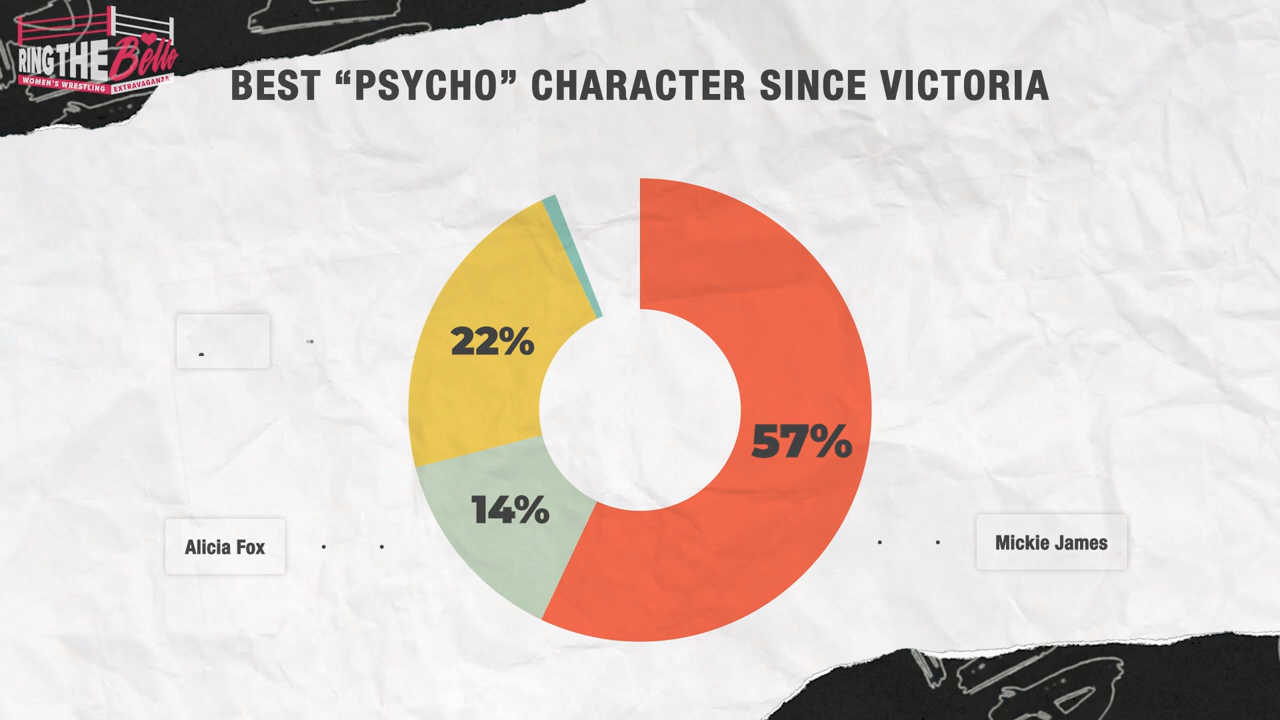 RING THE Belle
WOMEN'S WRESTLING EXTRAVAGANZA
BEST “PSYCHO” CHARACTER SINCE VICTORIA
22%
57%
14%
Alicia Fox
Mickie James